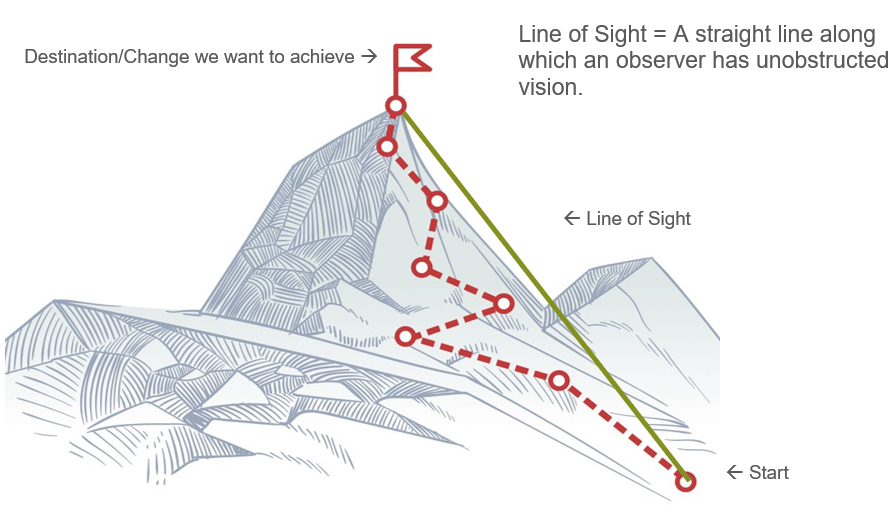 Destination/Change we want to achieve →
Line of Sight = A straight line along
which an observer has unobstructed
vision.
← Line of Sight
← Start